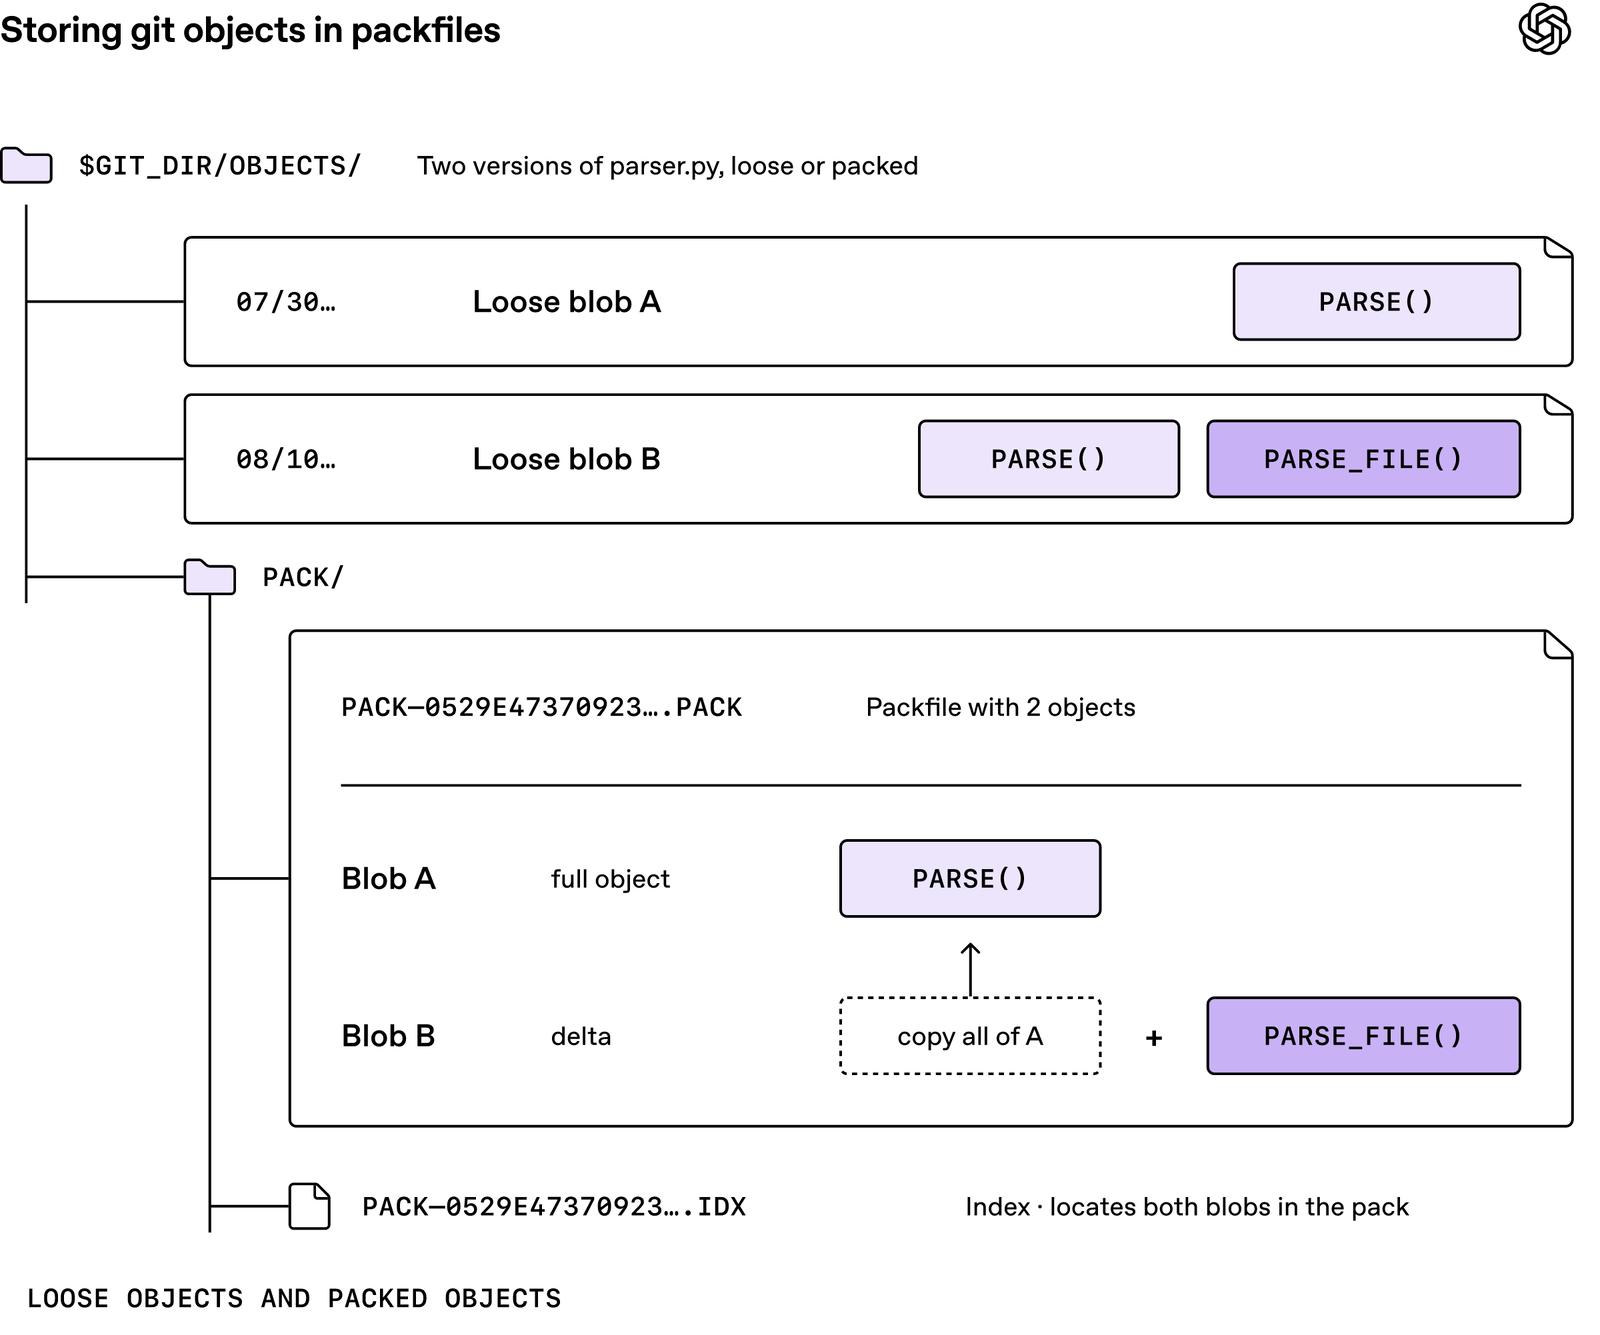 Storing git objects in packfiles
$GIT_DIR/OBJECTS/ Two versions of parser.py, loose or packed
07/30… Loose blob A PARSE()
08/10… Loose blob B PARSE() PARSE_FILE()
PACK/
PACK—0529E47370923….PACK Packfile with 2 objects
Blob A full object PARSE()
Blob B delta copy all of A + PARSE_FILE()
PACK—0529E47370923….IDX Index · locates both blobs in the pack
LOOSE OBJECTS AND PACKED OBJECTS